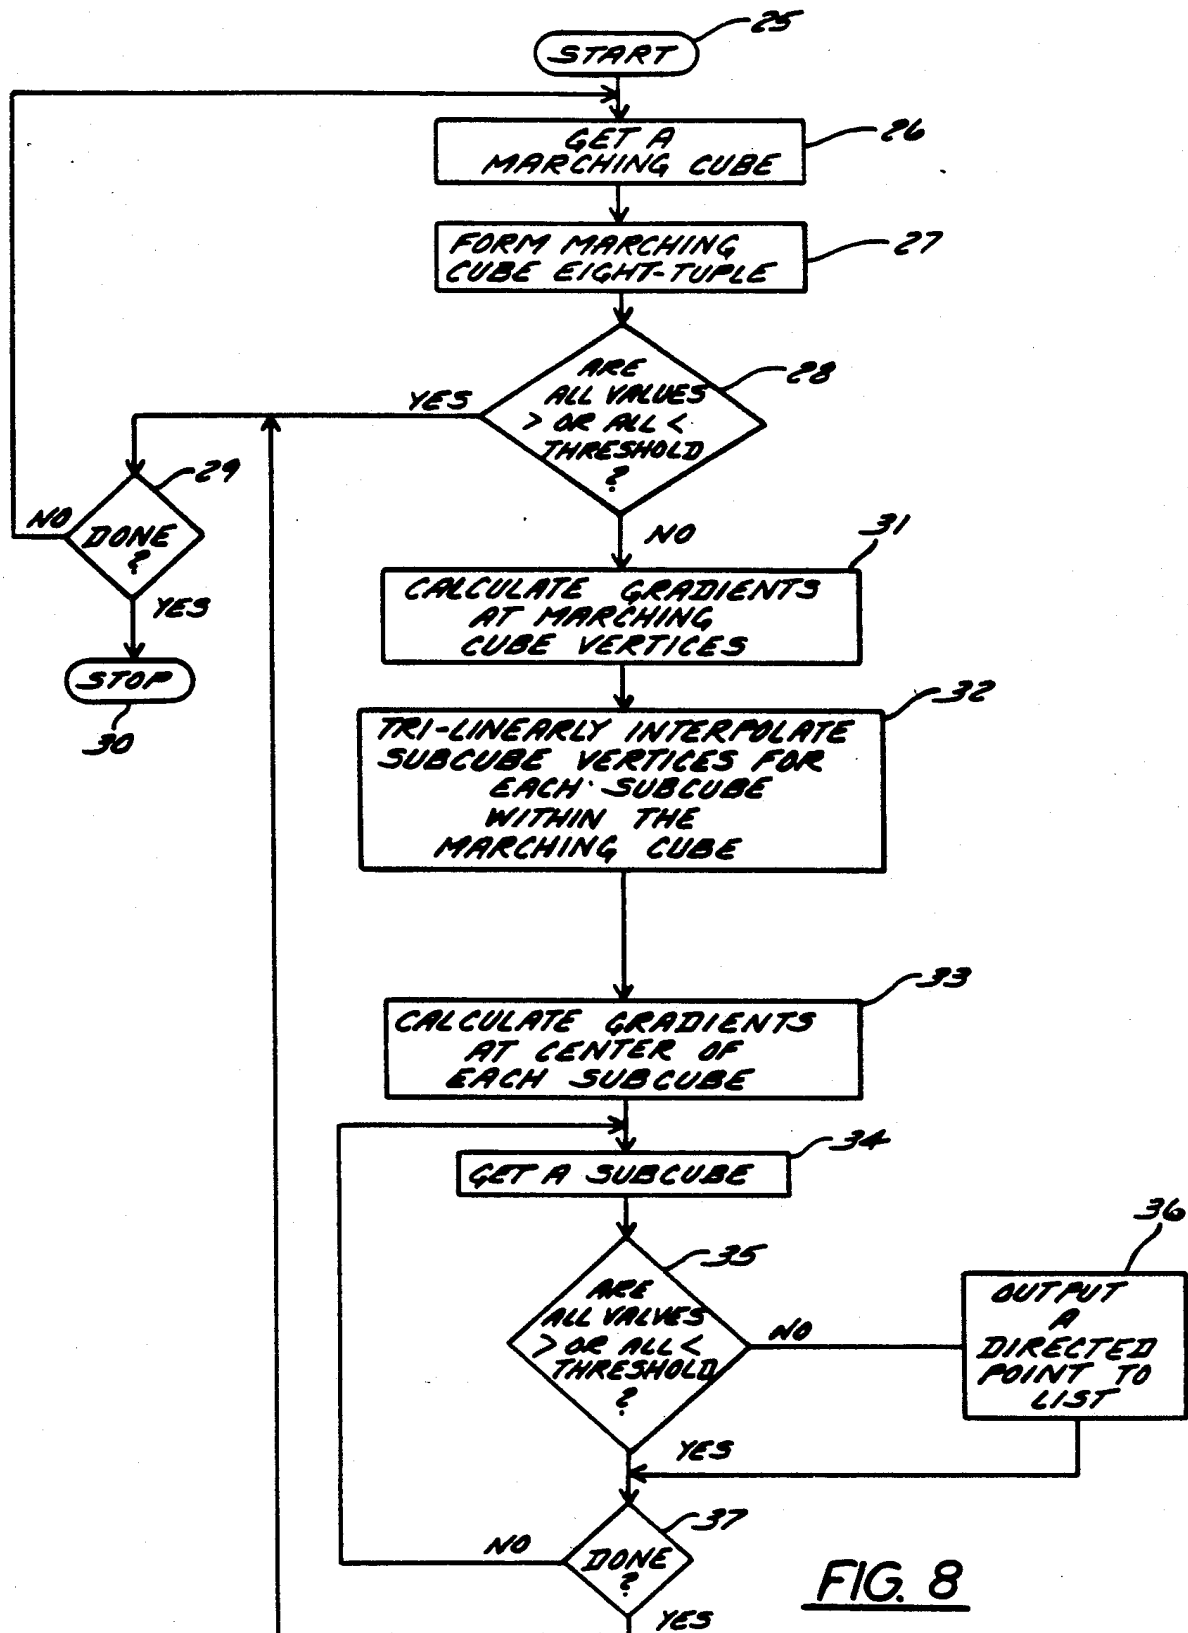 25
START
26
GET A
MARCHING CUBE
27
FORM MARCHING
CUBE EIGHT-TUPLE
28
ARE
ALL VALUES
> OR ALL <
THRESHOLD
?
YES
29
NO
DONE
?
YES
STOP
30
NO
31
CALCULATE GRADIENTS
AT MARCHING
CUBE VERTICES
32
TRI-LINEARLY INTERPOLATE
SUBCUBE VERTICES FOR
EACH SUBCUBE
WITHIN THE
MARCHING CUBE
33
CALCULATE GRADIENTS
AT CENTER OF
EACH SUBCUBE
34
GET A SUBCUBE
35
ARE
ALL VALVES
> OR ALL <
THRESHOLD
?
NO
36
OUTPUT
A
DIRECTED
POINT TO
LIST
YES
37
NO
DONE
?
YES
FIG. 8